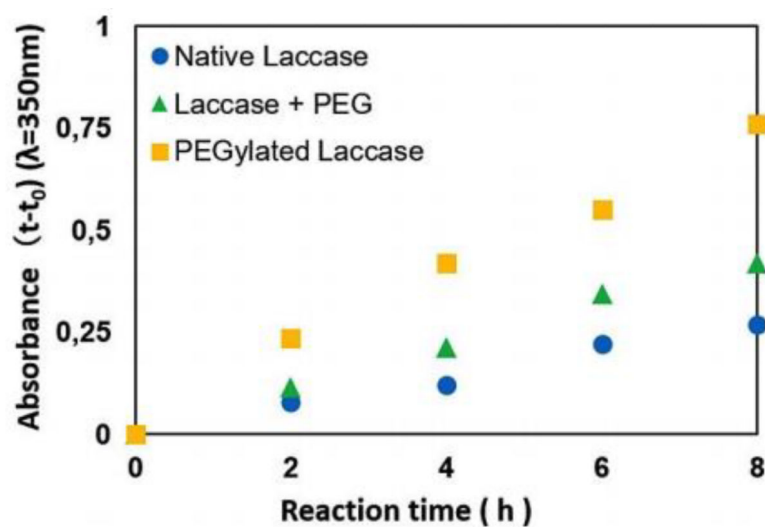 1
0,75
0,5
0,25
0
Absorbance (t-t₀) (λ=350nm)
Native Laccase
Laccase + PEG
PEGylated Laccase
0 2 4 6 8
Reaction time ( h )